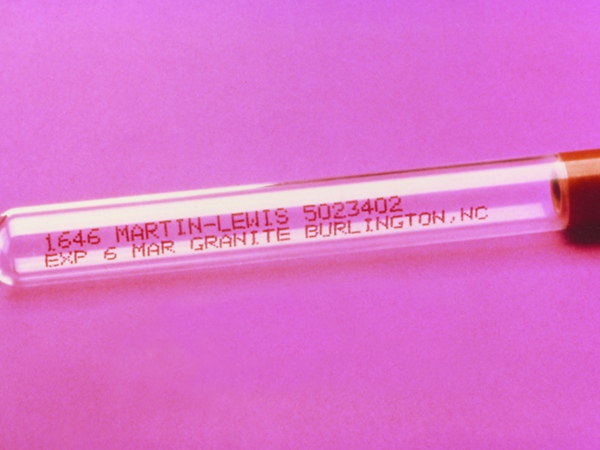 1646 MARTIN-LEWIS 5023402
EXP 6 MAR GRANITE BURLINGTON,NC